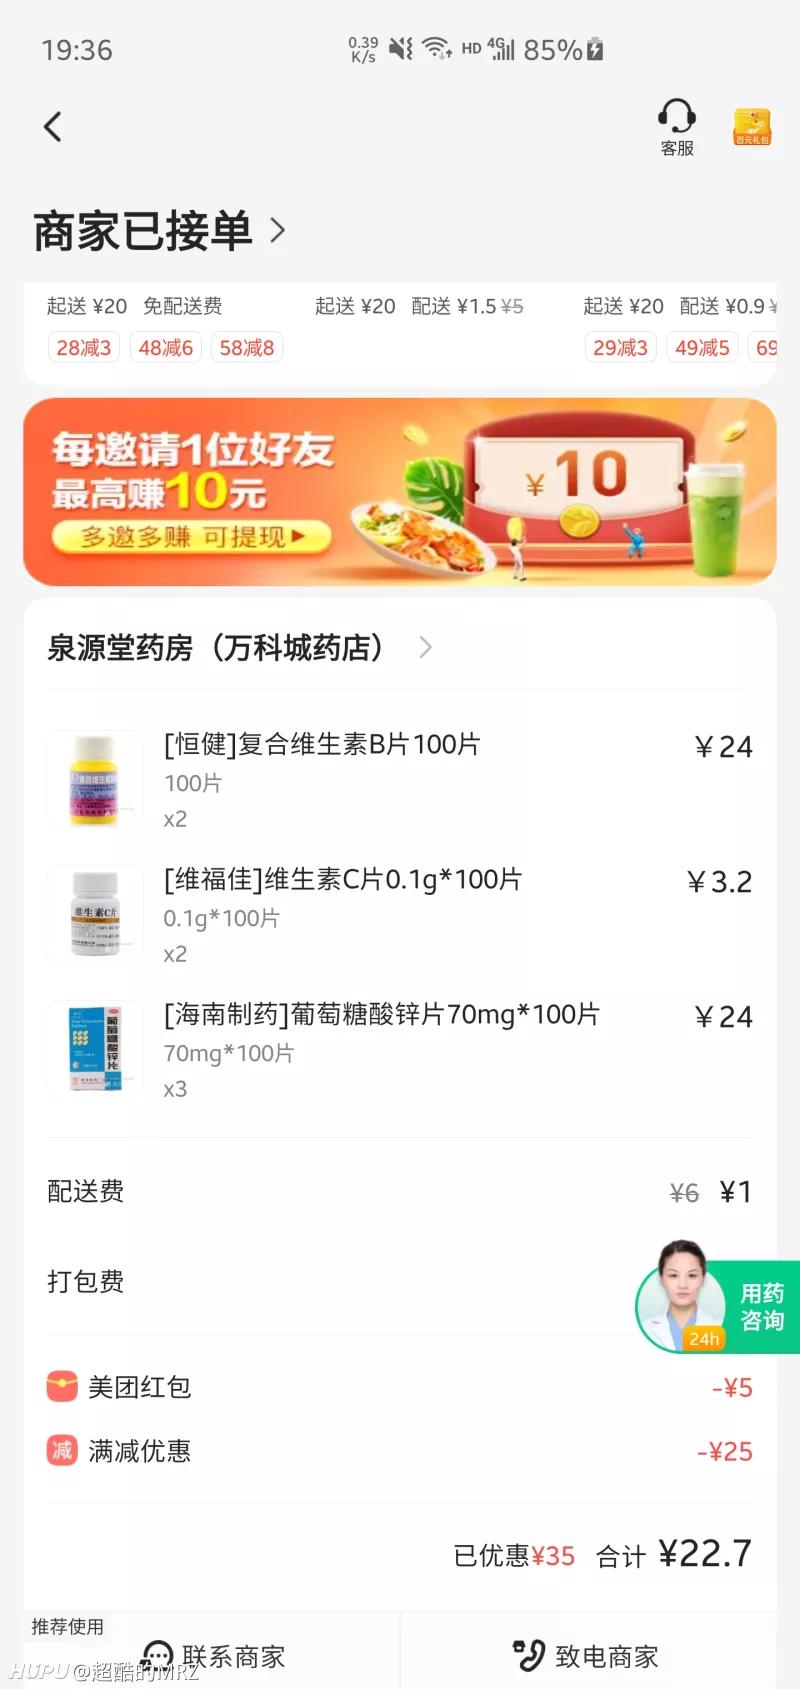 19:36
0.39
K/s
HD
4G
85%
客服
百元礼包
商家已接单
起送 ¥20 免配送费
起送 ¥20 配送 ¥1.5 ¥5
起送 ¥20 配送 ¥0.9 ¥
28减3 48减6 58减8
29减3 49减5 69
每邀请1位好友
最高赚10元
多邀多赚 可提现
¥10
泉源堂药房（万科城药店）
[恒健]复合维生素B片100片
¥24
100片
x2
[维福佳]维生素C片0.1g*100片
¥3.2
维生素C片
0.1g*100片
x2
[海南制药]葡萄糖酸锌片70mg*100片
¥24
葡萄糖酸锌片
70mg*100片
x3
配送费
¥6 ¥1
打包费
用药
咨询
24h
美团红包
-¥5
减 满减优惠
-¥25
已优惠¥35 合计 ¥22.7
推荐使用
联系商家
致电商家
HUPU@超酷的MRZ